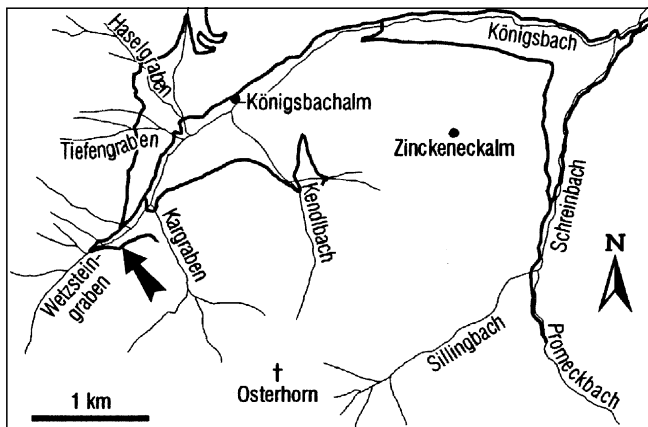 Haselgraben
Königsbach
Königsbachalm
Tiefengraben
Zinckeneckalm
Kendlbach
Schreinbach
Kargraben
N
Wetzstein-
graben
Sillingbach
Promeckbach
Osterhorn
1 km